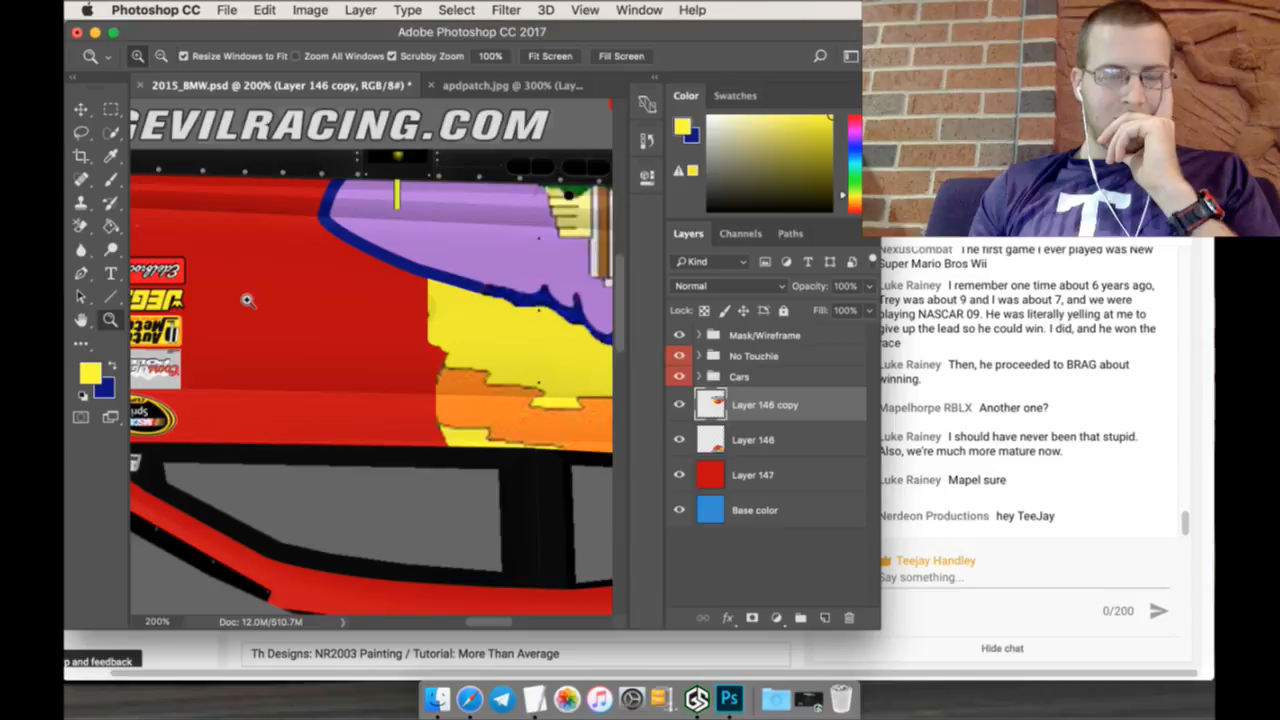 Photoshop CC File Edit Image Layer Type Select Filter 3D View Window Help
Adobe Photoshop CC 2017
Resize Windows to Fit Zoom All Windows Scrubby Zoom 100% Fit Screen Fill Screen
2015_BMW.psd @ 200% (Layer 146 copy, RGB/8#) * apdpatch.jpg @ 300% (Lay...
GEVILRACING.COM
Color Swatches
Layers Channels Paths
Kind
Normal Opacity: 100%
Lock: Fill: 100%
Mask/Wireframe
No Touchie
Cars
Layer 146 copy
Layer 146
Layer 147
Base color
fx
200% Doc: 12.0M/510.7M
T
NexusCombat The first game I ever played was New
Super Mario Bros Wii
Luke Rainey I remember one time about 6 years ago,
Trey was about 9 and I was about 7, and we were
playing NASCAR 09. He was literally yelling at me to
give up the lead so he could win. I did, and he won the
race
Luke Rainey Then, he proceeded to BRAG about
winning.
Mapelhorpe RBLX Another one?
Luke Rainey I should have never been that stupid.
Also, we're much more mature now.
Luke Rainey Mapel sure
Nerdeon Productions hey TeeJay
Teejay Handley
Say something...
0/200
Hide chat
p and feedback
Th Designs: NR2003 Painting / Tutorial: More Than Average
Ps